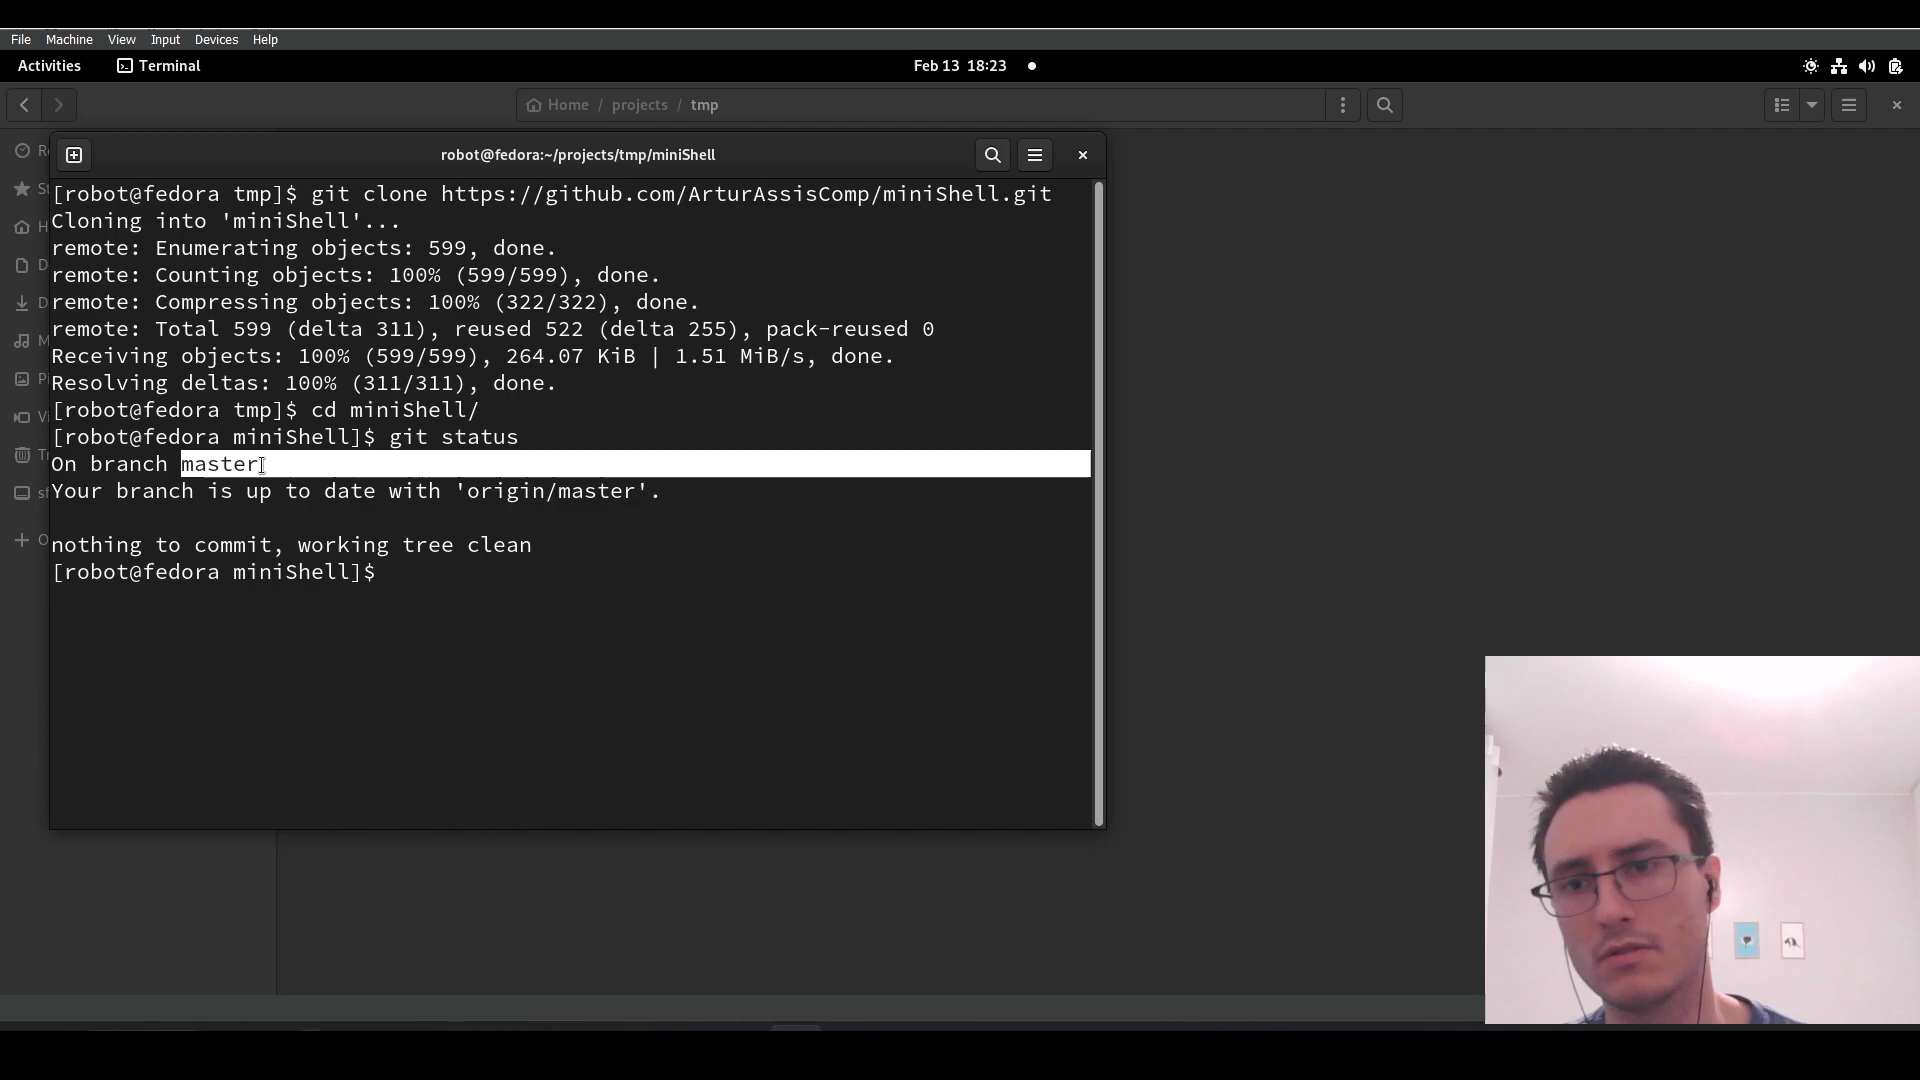 File Machine View Input Devices Help
Activities Terminal Feb 13 18:23
Home / projects / tmp
robot@fedora:~/projects/tmp/miniShell
[robot@fedora tmp]$ git clone https://github.com/ArturAssisComp/miniShell.git
Cloning into 'miniShell'...
remote: Enumerating objects: 599, done.
remote: Counting objects: 100% (599/599), done.
remote: Compressing objects: 100% (322/322), done.
remote: Total 599 (delta 311), reused 522 (delta 255), pack-reused 0
Receiving objects: 100% (599/599), 264.07 KiB | 1.51 MiB/s, done.
Resolving deltas: 100% (311/311), done.
[robot@fedora tmp]$ cd miniShell/
[robot@fedora miniShell]$ git status
On branch master
Your branch is up to date with 'origin/master'.
nothing to commit, working tree clean
[robot@fedora miniShell]$